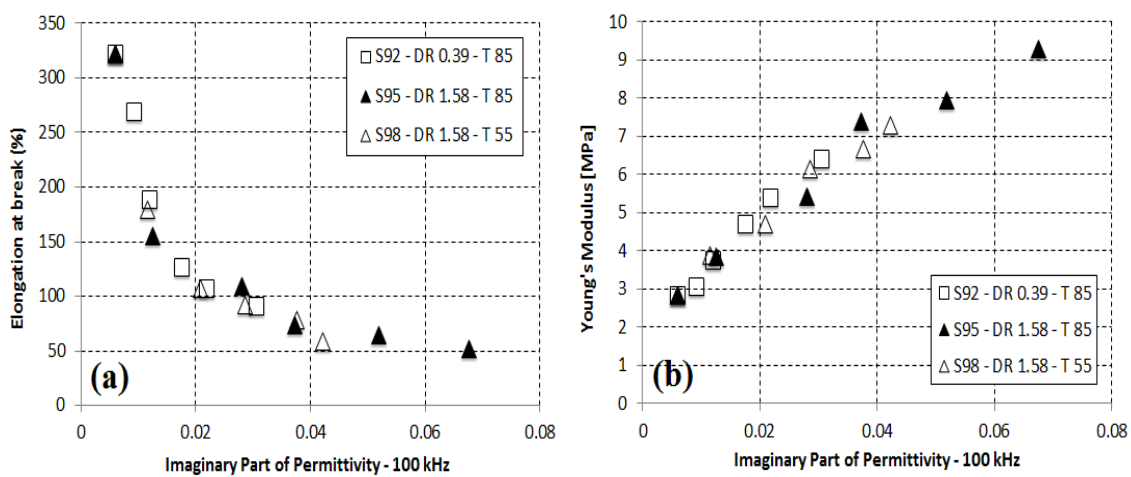 350
300
250
200
150
100
50
0
Elongation at break (%)
S92 - DR 0.39 - T 85
S95 - DR 1.58 - T 85
S98 - DR 1.58 - T 55
(a)
0 0.02 0.04 0.06 0.08
Imaginary Part of Permittivity - 100 kHz
10
9
8
7
6
5
4
3
2
1
0
Young's Modulus [MPa]
S92 - DR 0.39 - T 85
S95 - DR 1.58 - T 85
S98 - DR 1.58 - T 55
(b)
0 0.02 0.04 0.06 0.08
Imaginary Part of Permittivity - 100 kHz